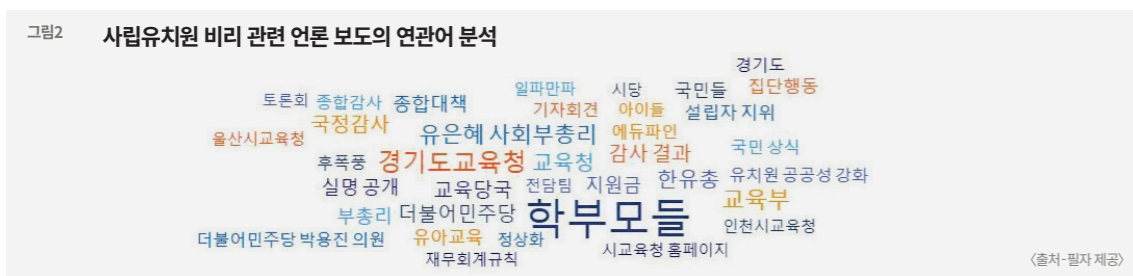 그림2 사립유치원 비리 관련 언론 보도의 연관어 분석
경기도
일파만파 시당 국민들 집단행동
토론회 종합감사 종합대책 기자회견 아이들 설립자 지위
울산시교육청 국정감사 유은혜 사회부총리 에듀파인 국민 상식
후폭풍 경기도교육청 교육청 감사 결과
실명 공개 교육당국 전담팀 지원금 한유총 유치원 공공성 강화
부총리 더불어민주당 학부모들 교육부 인천시교육청
더불어민주당 박용진 의원 유아교육 정상화 시교육청 홈페이지
재무회계규칙
〈출처-필자 제공〉